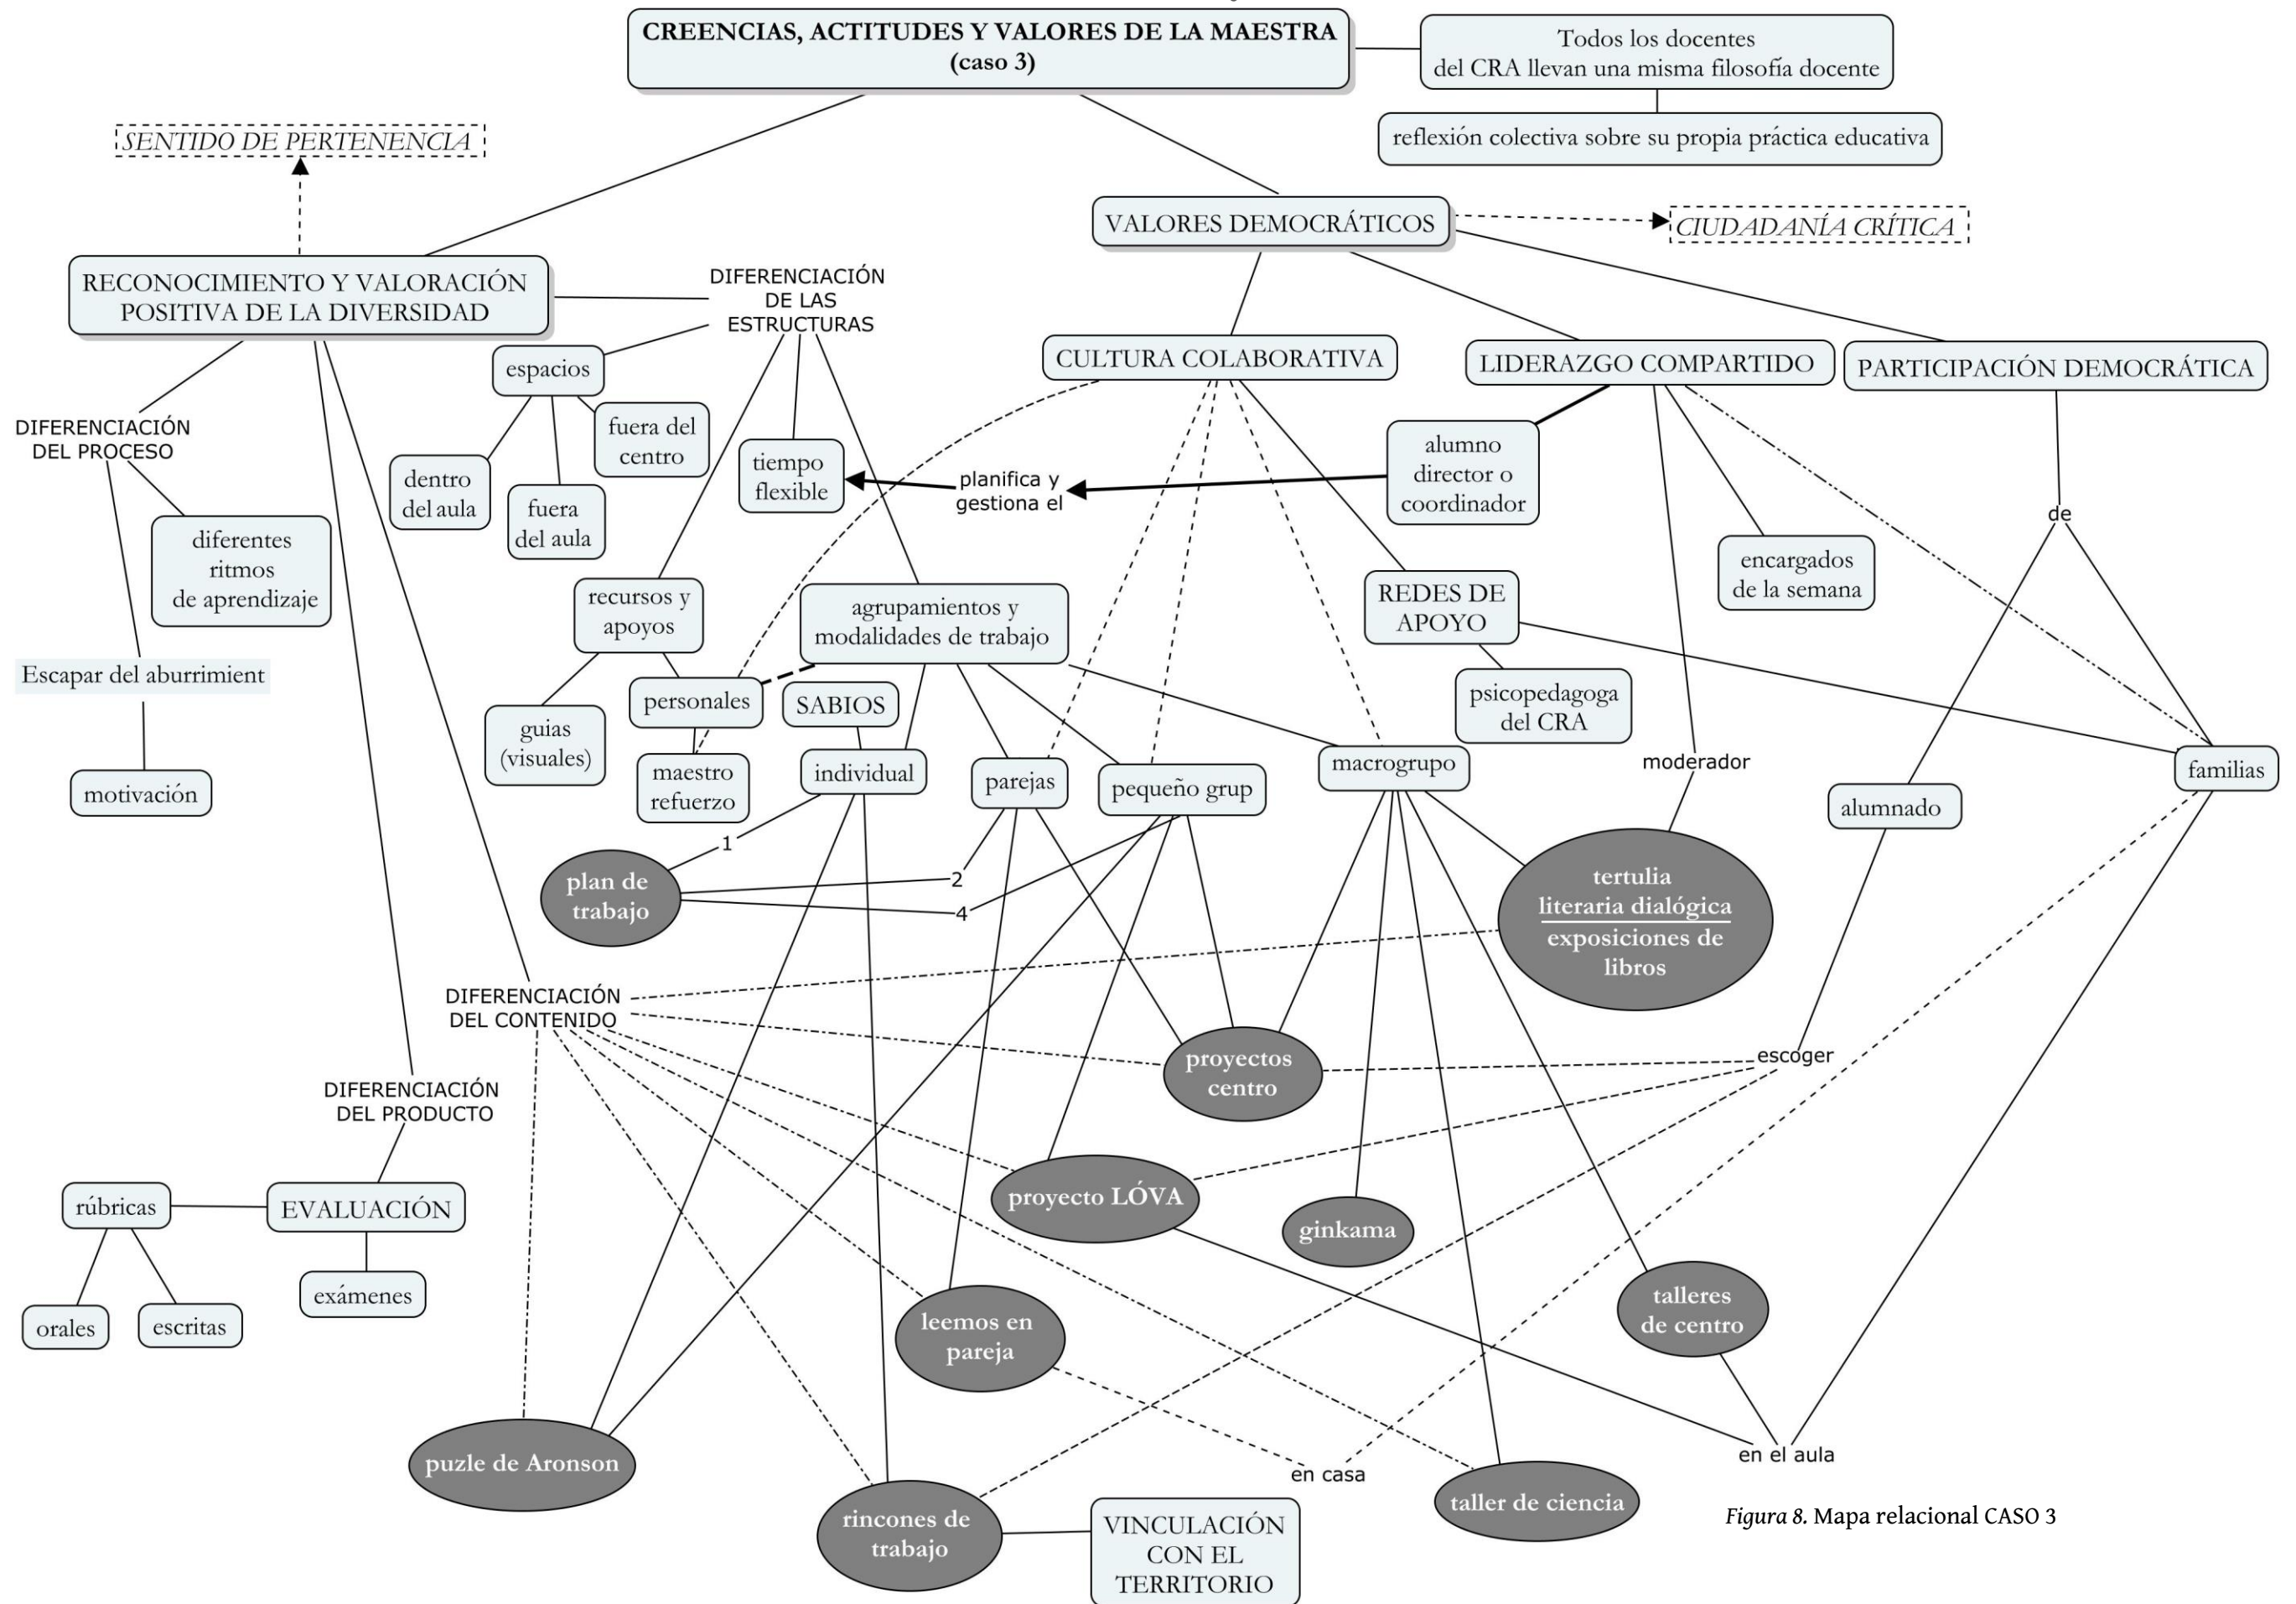 CREENCIAS, ACTITUDES Y VALORES DE LA MAESTRA
(caso 3)
Todos los docentes
del CRA llevan una misma filosofía docente
reflexión colectiva sobre su propia práctica educativa
SENTIDO DE PERTENENCIA
VALORES DEMOCRÁTICOS
CIUDADANÍA CRÍTICA
RECONOCIMIENTO Y VALORACIÓN
POSITIVA DE LA DIVERSIDAD
DIFERENCIACIÓN
DE LAS
ESTRUCTURAS
CULTURA COLABORATIVA
LIDERAZGO COMPARTIDO
PARTICIPACIÓN DEMOCRÁTICA
espacios
DIFERENCIACIÓN
DEL PROCESO
dentro
del aula
fuera
del aula
fuera del
centro
tiempo
flexible
planifica y
gestiona el
alumno
director o
coordinador
de
diferentes
ritmos
de aprendizaje
encargados
de la semana
recursos y
apoyos
agrupamientos y
modalidades de trabajo
REDES DE
APOYO
Escapar del aburrimient
psicopedagoga
del CRA
guias
(visuales)
personales
SABIOS
maestro
refuerzo
individual
parejas
pequeño grup
macrogrupo
moderador
familias
motivación
alumnado
1
2
4
plan de
trabajo
tertulia
literaria dialógica
exposiciones de
libros
DIFERENCIACIÓN
DEL CONTENIDO
proyectos
centro
escoger
DIFERENCIACIÓN
DEL PRODUCTO
rúbricas
EVALUACIÓN
proyecto LÓVA
ginkama
exámenes
orales
escritas
leemos en
pareja
talleres
de centro
puzle de Aronson
en casa
en el aula
rincones de
trabajo
VINCULACIÓN
CON EL
TERRITORIO
taller de ciencia
Figura 8. Mapa relacional CASO 3